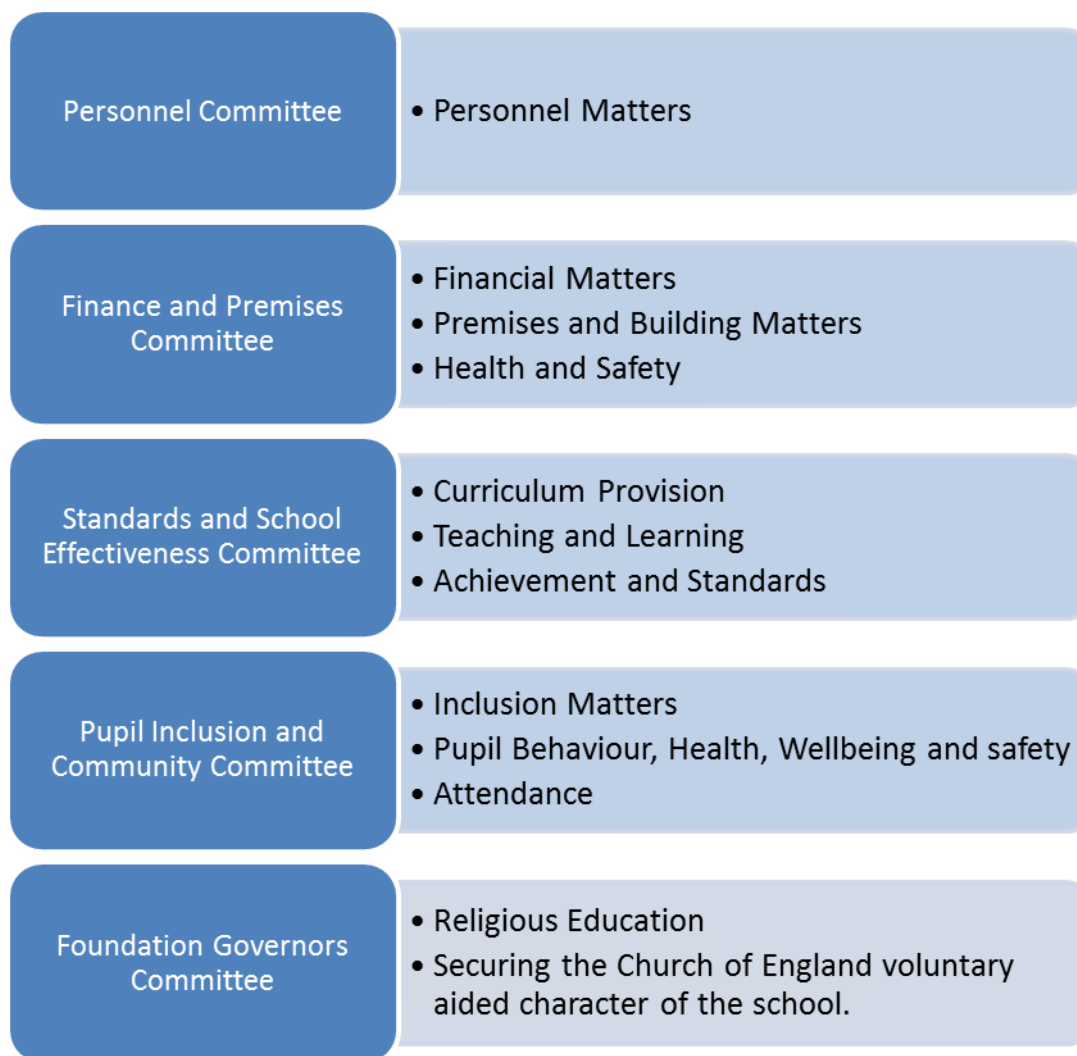 Personnel Committee
• Personnel Matters
Finance and Premises
Committee
• Financial Matters
• Premises and Building Matters
• Health and Safety
Standards and School
Effectiveness Committee
• Curriculum Provision
• Teaching and Learning
• Achievement and Standards
Pupil Inclusion and
Community Committee
• Inclusion Matters
• Pupil Behaviour, Health, Wellbeing and safety
• Attendance
Foundation Governors
Committee
• Religious Education
• Securing the Church of England voluntary
aided character of the school.